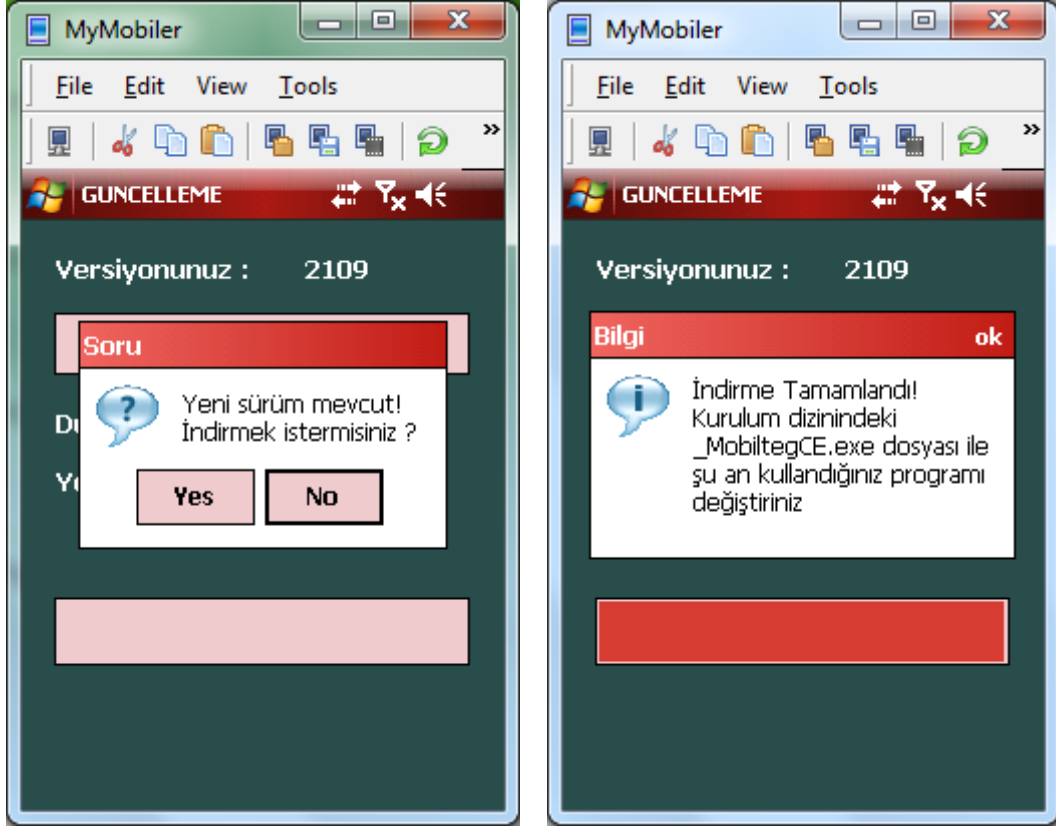 MyMobiler
File Edit View Tools
»
GUNCELLEME
Versiyonunuz : 2109
Soru
Yeni sürüm mevcut!
İndirmek istermisiniz ?
Yes No
MyMobiler
File Edit View Tools
»
GUNCELLEME
Versiyonunuz : 2109
Bilgi ok
İndirme Tamamlandı!
Kurulum dizinindeki
_MobiltegCE.exe dosyası ile
şu an kullandığınız programı
değiştiriniz